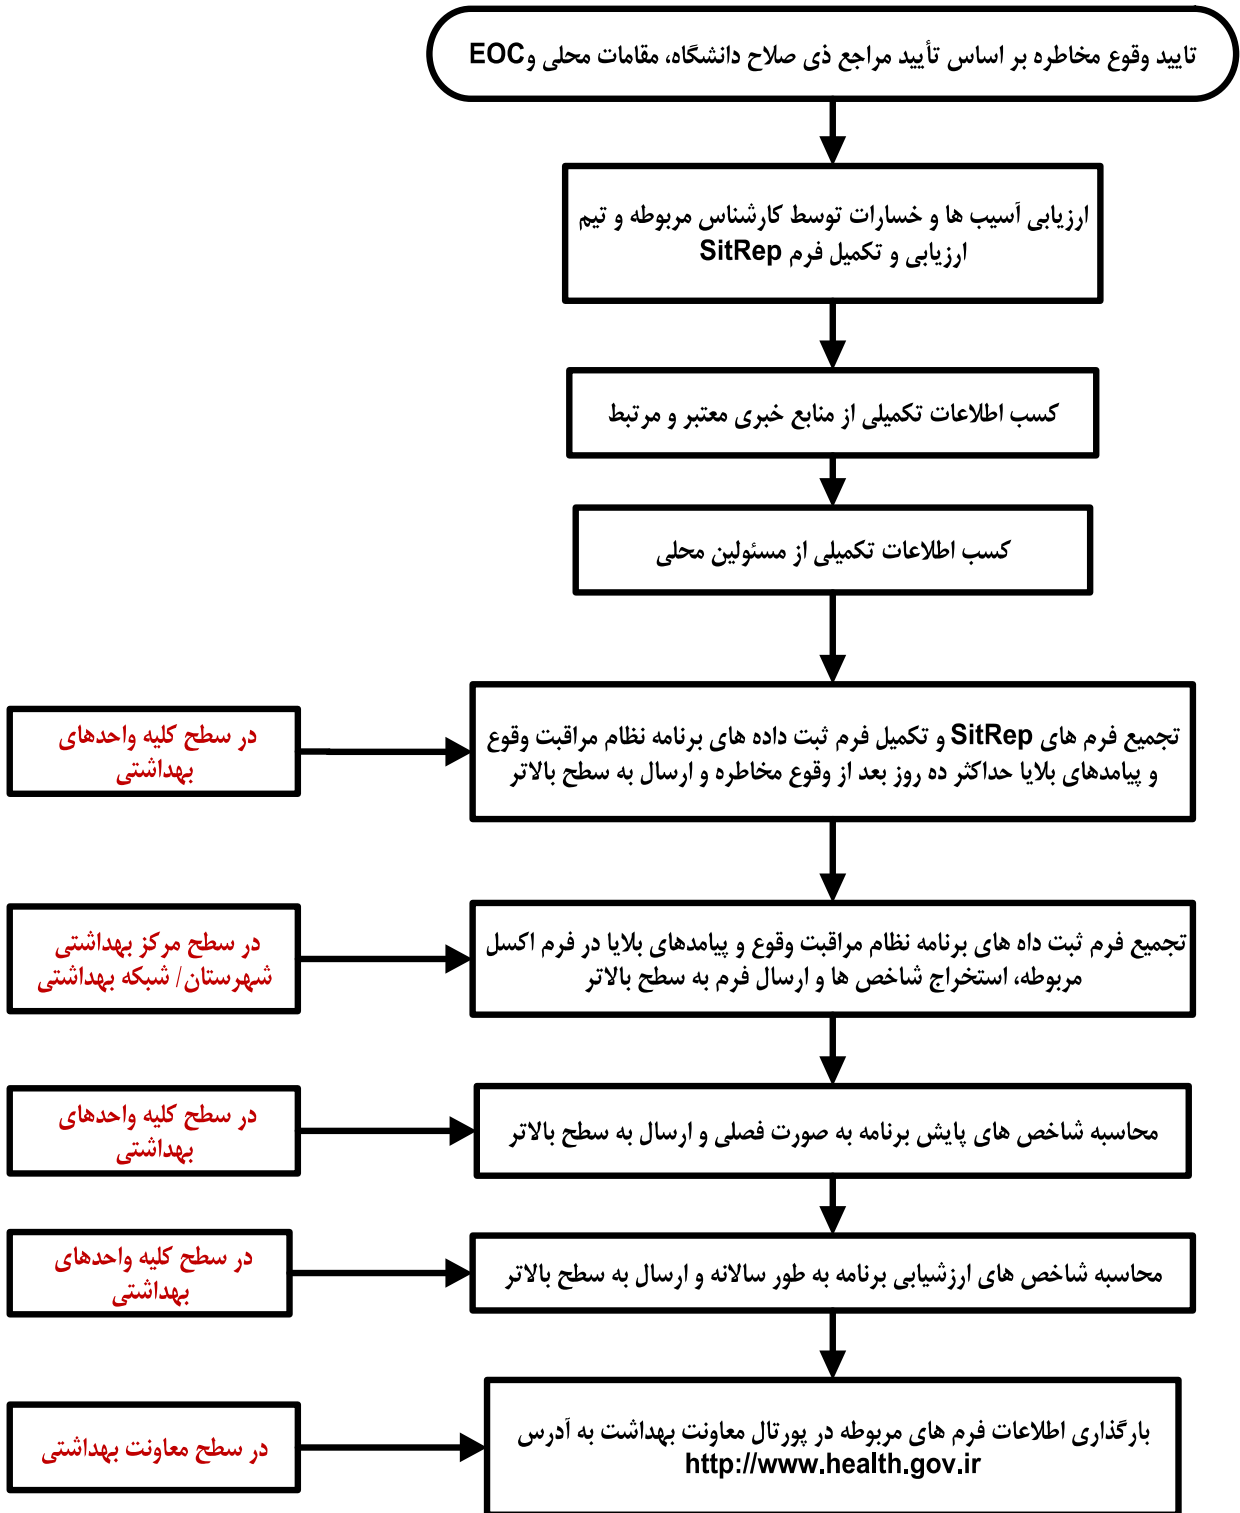 تایید وقوع مخاطره بر اساس تأیید مراجع ذی صلاح دانشگاه، مقامات محلی وEOC
ارزیابی آسیب ها و خسارات توسط کارشناس مربوطه و تیم
ارزیابی و تکمیل فرم SitRep
کسب اطلاعات تکمیلی از منابع خبری معتبر و مرتبط
کسب اطلاعات تکمیلی از مسئولین محلی
تجمیع فرم های SitRep و تکمیل فرم ثبت داده های برنامه نظام مراقبت وقوع
و پیامدهای بلایا حداکثر ده روز بعد از وقوع مخاطره و ارسال به سطح بالاتر
در سطح کلیه واحدهای
بهداشتی
تجمیع فرم ثبت داه های برنامه نظام مراقبت وقوع و پیامدهای بلایا در فرم اکسل
مربوطه، استخراج شاخص ها و ارسال فرم به سطح بالاتر
در سطح مرکز بهداشتی
شهرستان/ شبکه بهداشتی
محاسبه شاخص های پایش برنامه به صورت فصلی و ارسال به سطح بالاتر
در سطح کلیه واحدهای
بهداشتی
محاسبه شاخص های ارزشیابی برنامه به طور سالانه و ارسال به سطح بالاتر
در سطح کلیه واحدهای
بهداشتی
بارگذاری اطلاعات فرم های مربوطه در پورتال معاونت بهداشت به آدرس
http://www.health.gov.ir
در سطح معاونت بهداشتی